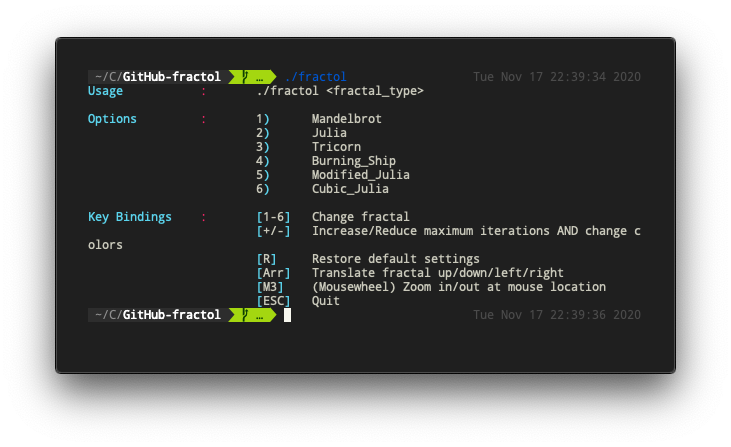 ~/C/GitHub-fractol … ./fractol Tue Nov 17 22:39:34 2020
Usage : ./fractol <fractal_type>
Options : 1) Mandelbrot
2) Julia
3) Tricorn
4) Burning_Ship
5) Modified_Julia
6) Cubic_Julia
Key Bindings : [1-6] Change fractal
[+/-] Increase/Reduce maximum iterations AND change c
olors
[R] Restore default settings
[Arr] Translate fractal up/down/left/right
[M3] (Mousewheel) Zoom in/out at mouse location
[ESC] Quit
~/C/GitHub-fractol … Tue Nov 17 22:39:36 2020